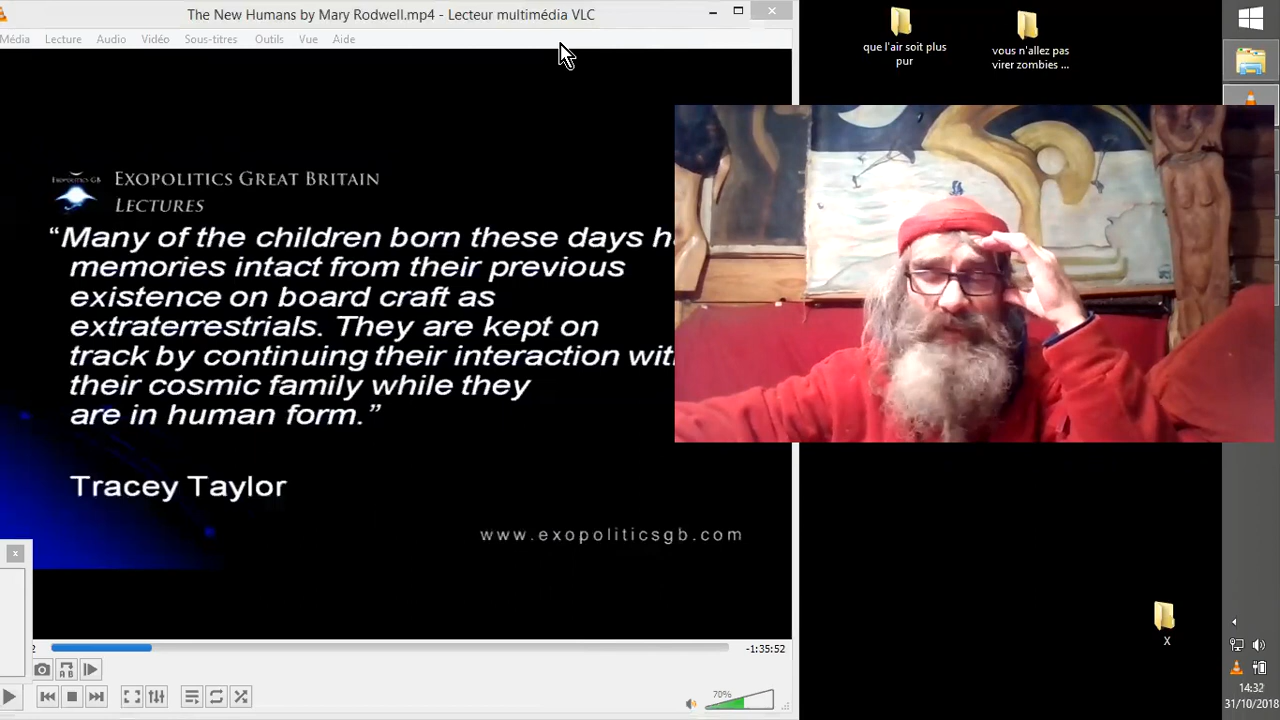 The New Humans by Mary Rodwell.mp4 - Lecteur multimédia VLC
Média Lecture Audio Vidéo Sous-titres Outils Vue Aide
que l'air soit plus
pur
vous n'allez pas
virer zombies ...
EXOPOLITICS GREAT BRITAIN
LECTURES
“Many of the children born these days
memories intact from their previous
existence on board craft as
extraterrestrials. They are kept on
track by continuing their interaction
their cosmic family while they
are in human form.”
Tracey Taylor
www.exopoliticsgb.com
-1:35:52
70%
X
14:32
31/10/2018